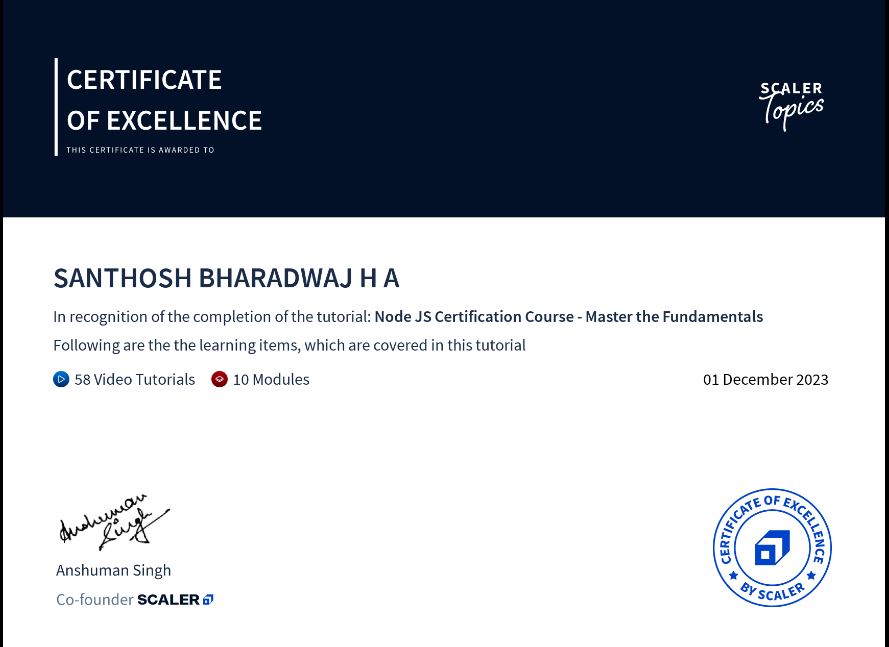 CERTIFICATE
OF EXCELLENCE
THIS CERTIFICATE IS AWARDED TO
SCALER
Topics
SANTHOSH BHARADWAJ H A
In recognition of the completion of the tutorial: Node JS Certification Course - Master the Fundamentals
Following are the the learning items, which are covered in this tutorial
58 Video Tutorials 10 Modules
01 December 2023
Anshuman
Singh
Anshuman Singh
Co-founder SCALER
CERTIFICATE OF EXCELLENCE
BY SCALER